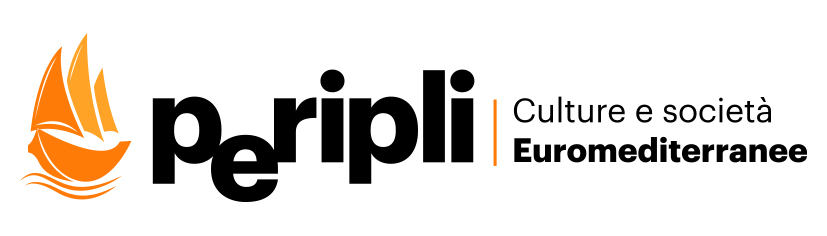 peripli
Culture e società
Euromediterranee